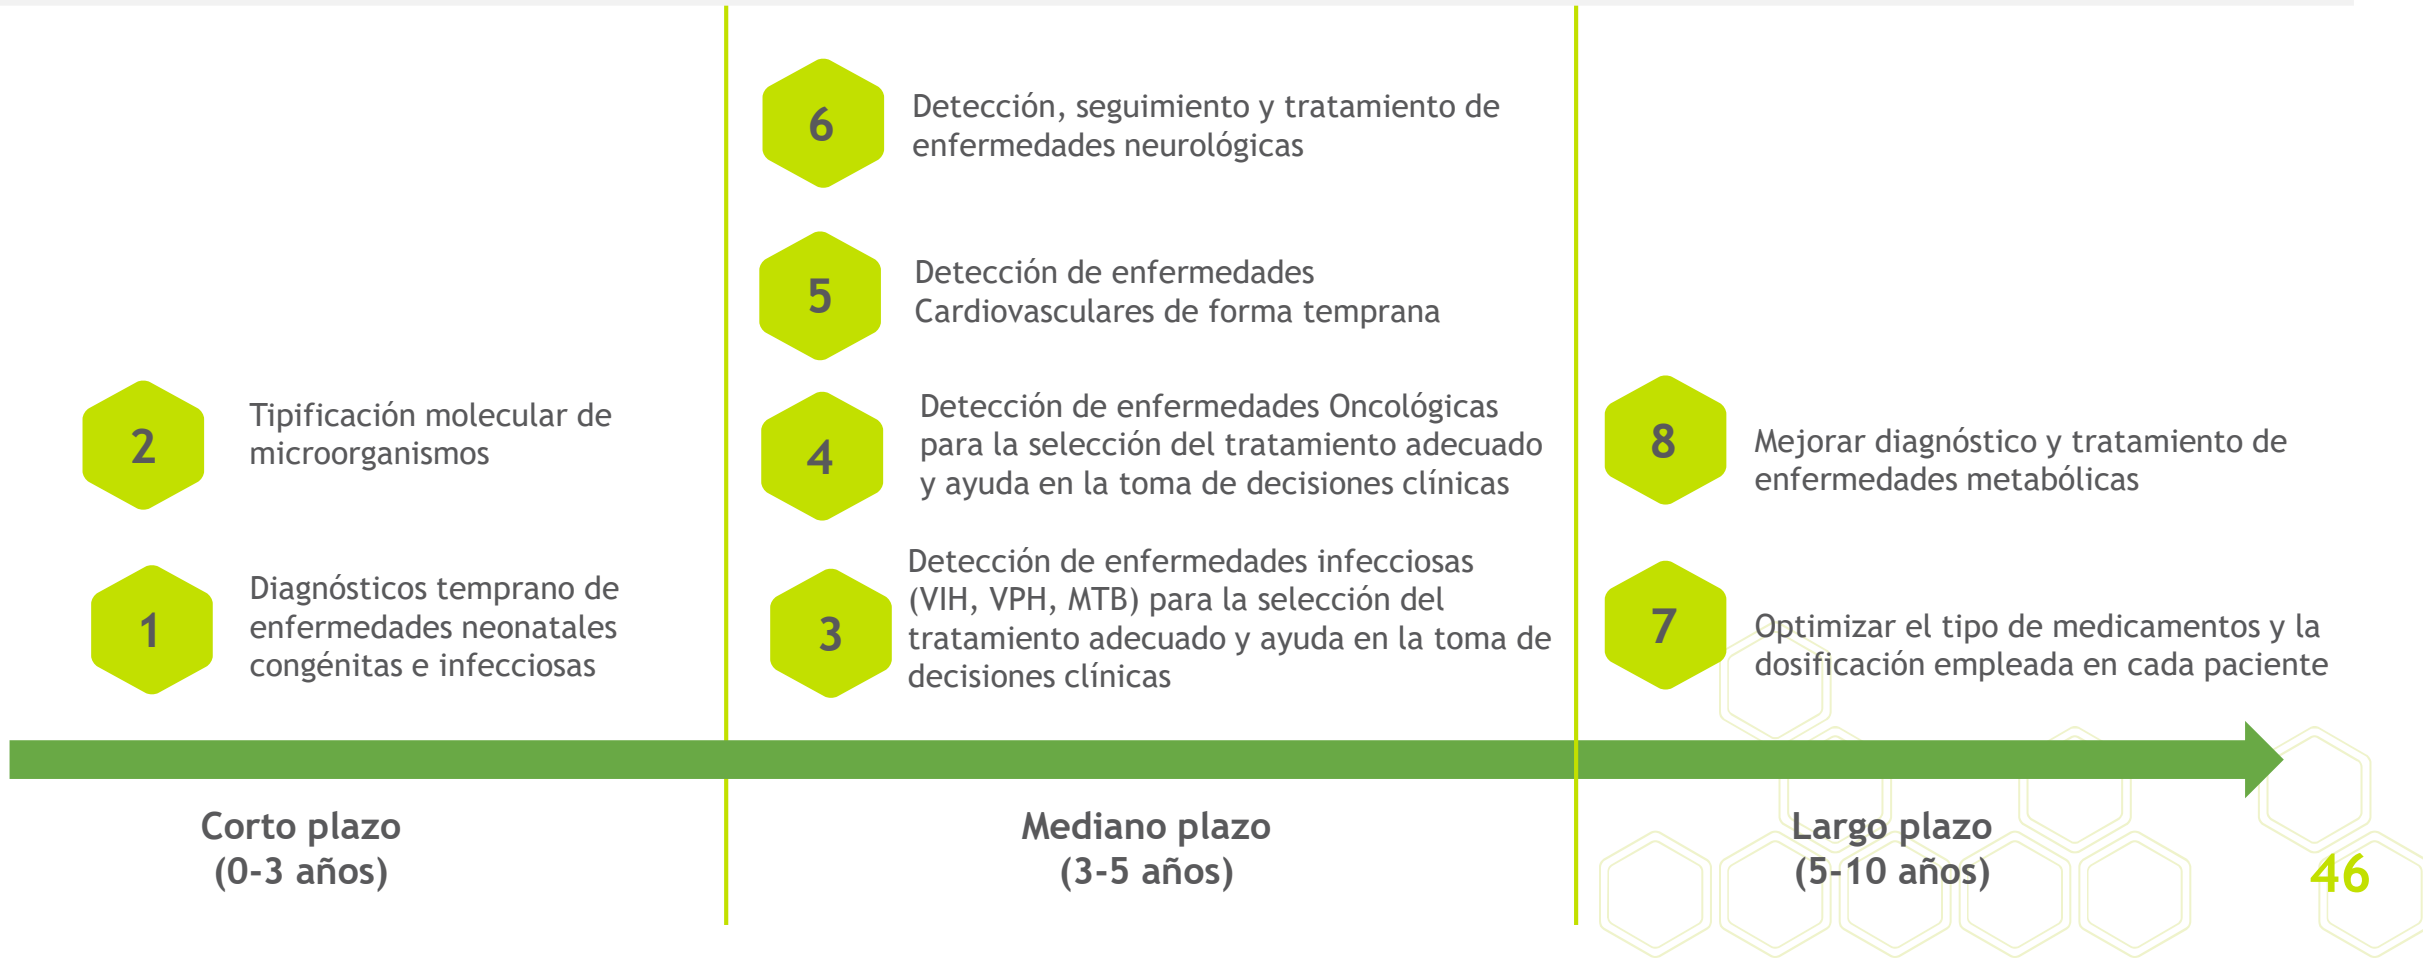 6
Detección, seguimiento y tratamiento de
enfermedades neurológicas
5
Detección de enfermedades
Cardiovasculares de forma temprana
2
Tipificación molecular de
microorganismos
4
Detección de enfermedades Oncológicas
para la selección del tratamiento adecuado
y ayuda en la toma de decisiones clínicas
8
Mejorar diagnóstico y tratamiento de
enfermedades metabólicas
1
Diagnósticos temprano de
enfermedades neonatales
congénitas e infecciosas
3
Detección de enfermedades infecciosas
(VIH, VPH, MTB) para la selección del
tratamiento adecuado y ayuda en la toma de
decisiones clínicas
7
Optimizar el tipo de medicamentos y la
dosificación empleada en cada paciente
Corto plazo
(0-3 años)
Mediano plazo
(3-5 años)
Largo plazo
(5-10 años)
46